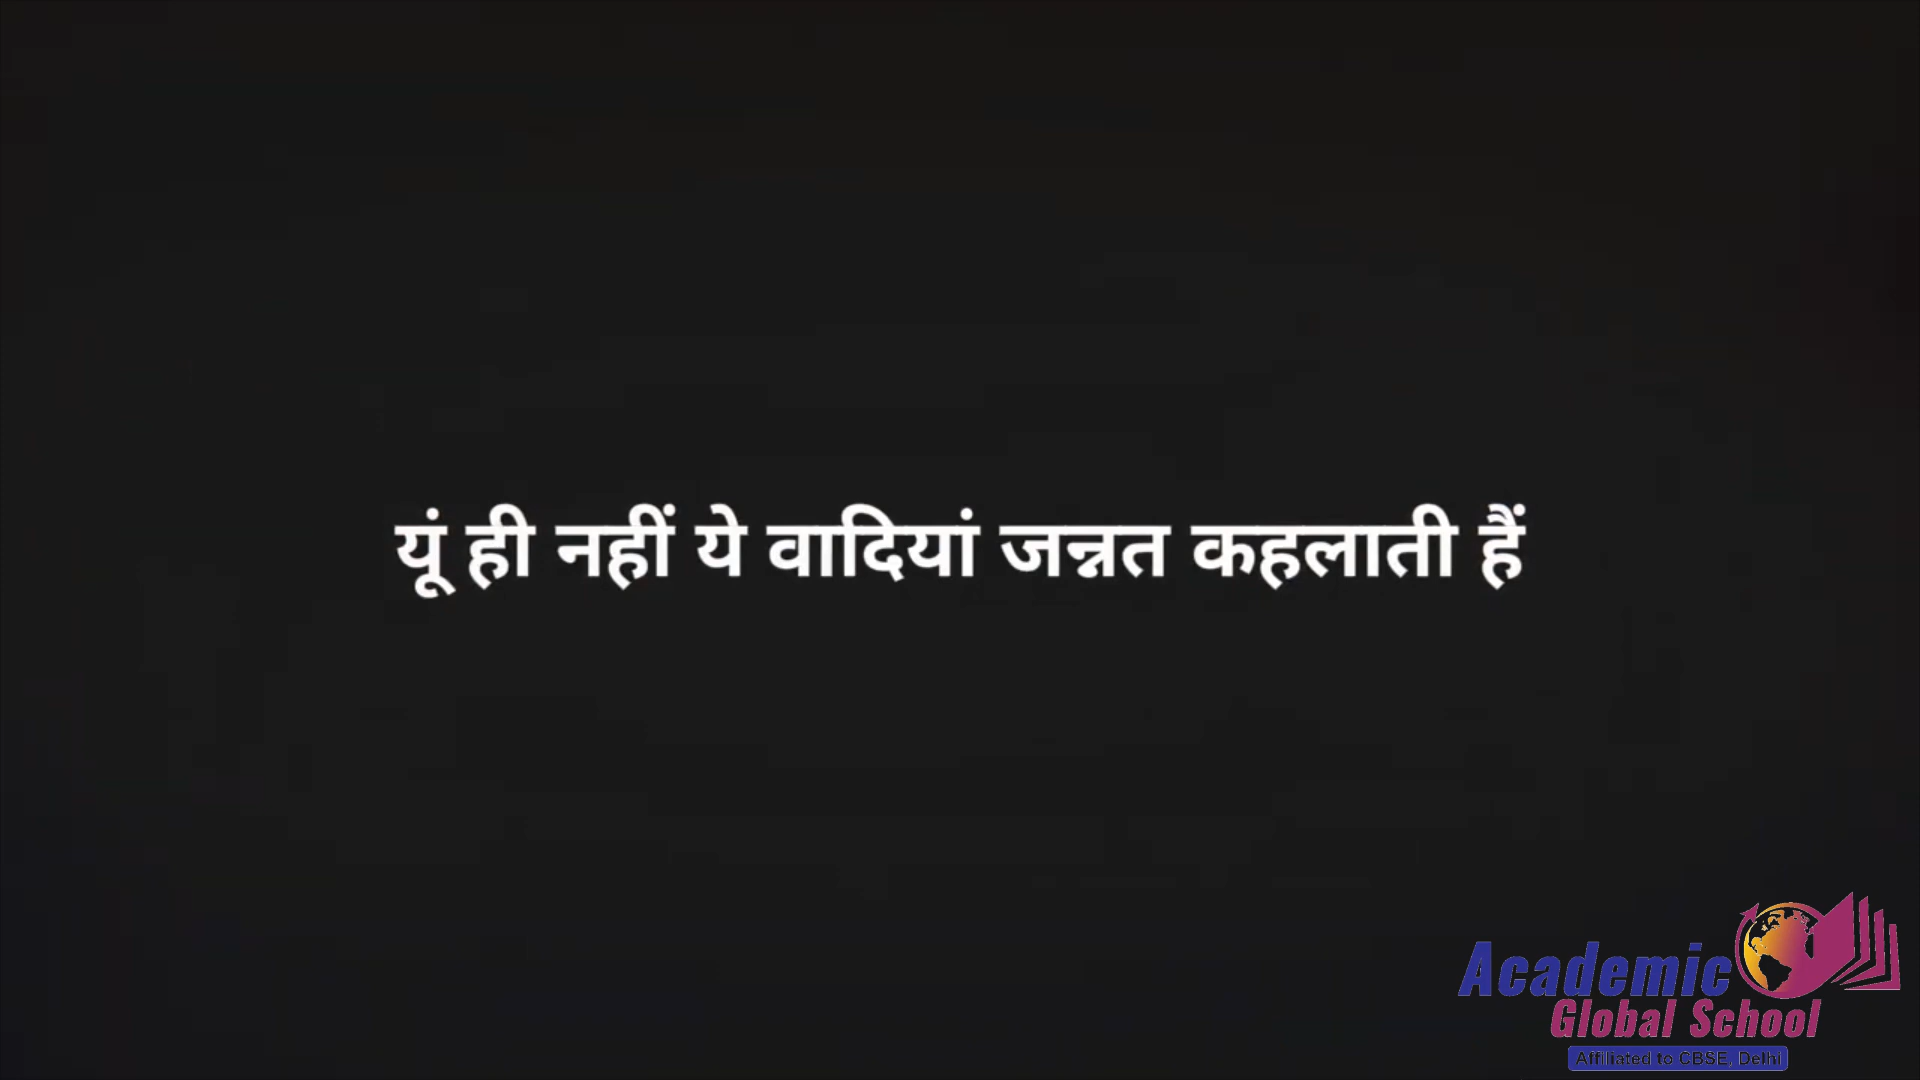 यूं ही नहीं ये वादियां जन्नत कहलाती हैं
Academic
Global School
Affiliated to CBSE, Delhi